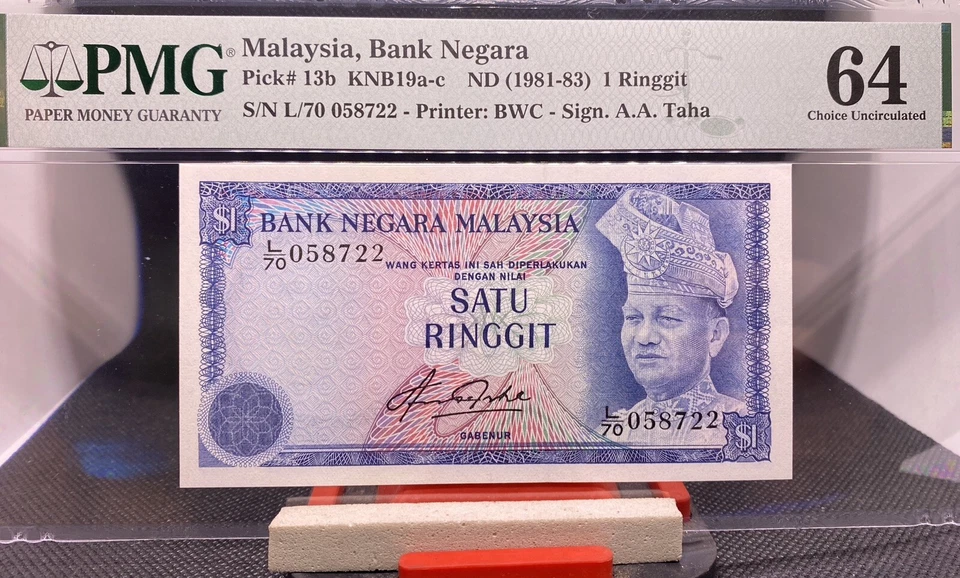 PMG®
PAPER MONEY GUARANTY
Malaysia, Bank Negara
Pick# 13b KNB19a-c ND (1981-83) 1 Ringgit
S/N L/70 058722 - Printer: BWC - Sign. A.A. Taha
64
Choice Uncirculated
$1
BANK NEGARA MALAYSIA
L/70 058722
WANG KERTAS INI SAH DIPERLAKUKAN
DENGAN NILAI
SATU
RINGGIT
GABENUR
L/70 058722
$1